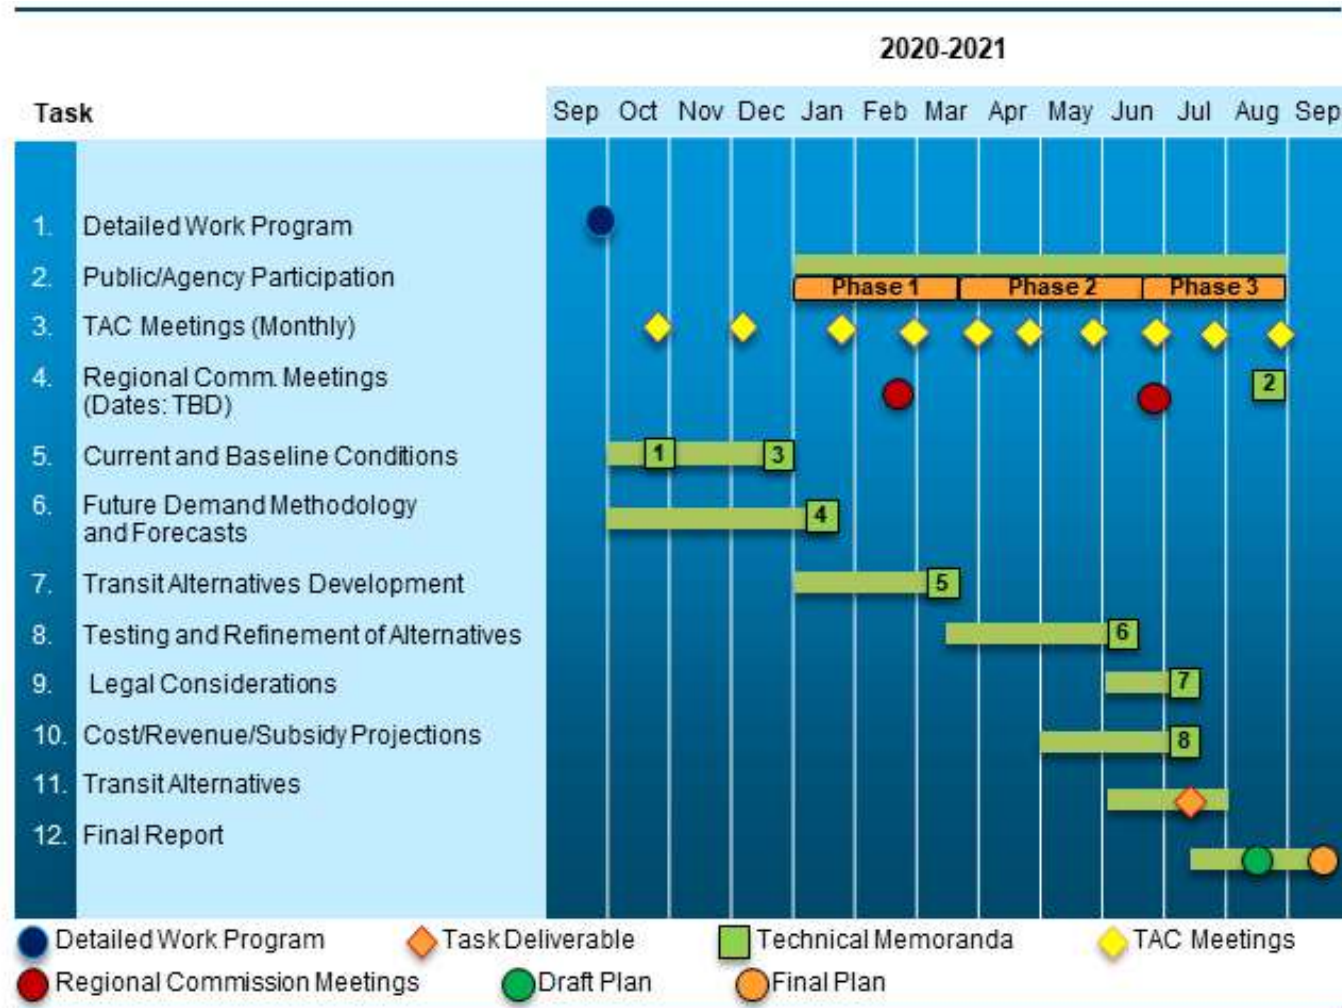 2020-2021
Task
Sep Oct Nov Dec Jan Feb Mar Apr May Jun Jul Aug Sep
1. Detailed Work Program
2. Public/Agency Participation
Phase 1 Phase 2 Phase 3
3. TAC Meetings (Monthly)
4. Regional Comm. Meetings
(Dates: TBD)
2
5. Current and Baseline Conditions 1 3
6. Future Demand Methodology
and Forecasts
4
7. Transit Alternatives Development 5
8. Testing and Refinement of Alternatives 6
9. Legal Considerations 7
10. Cost/Revenue/Subsidy Projections 8
11. Transit Alternatives
12. Final Report
Detailed Work Program Task Deliverable Technical Memoranda TAC Meetings
Regional Commission Meetings Draft Plan Final Plan